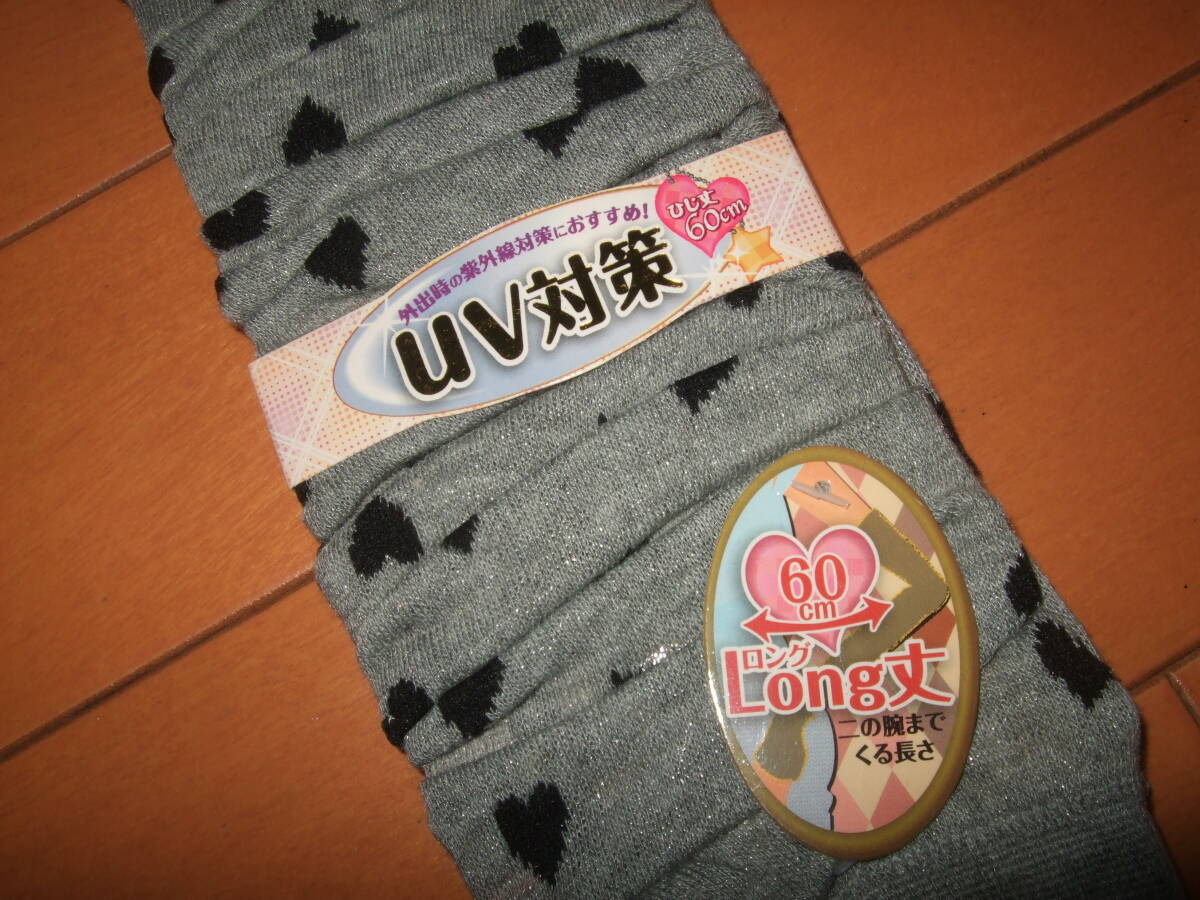 外出時の紫外線対策におすすめ!
UV対策
ひじ丈
60cm
60
cm
ロング
Long丈
二の腕まで
くる長さ